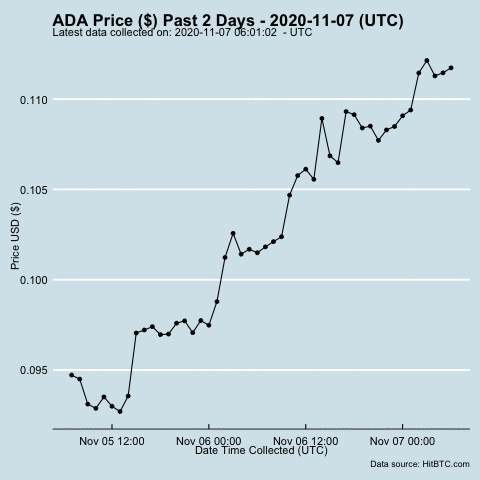 ADA Price ($) Past 2 Days - 2020-11-07 (UTC)
Latest data collected on: 2020-11-07 06:01:02  - UTC
0.110
0.105
0.100
0.095
Price USD ($)
Nov 05 12:00 Nov 06 00:00 Nov 06 12:00 Nov 07 00:00
Date Time Collected (UTC)
Data source: HitBTC.com